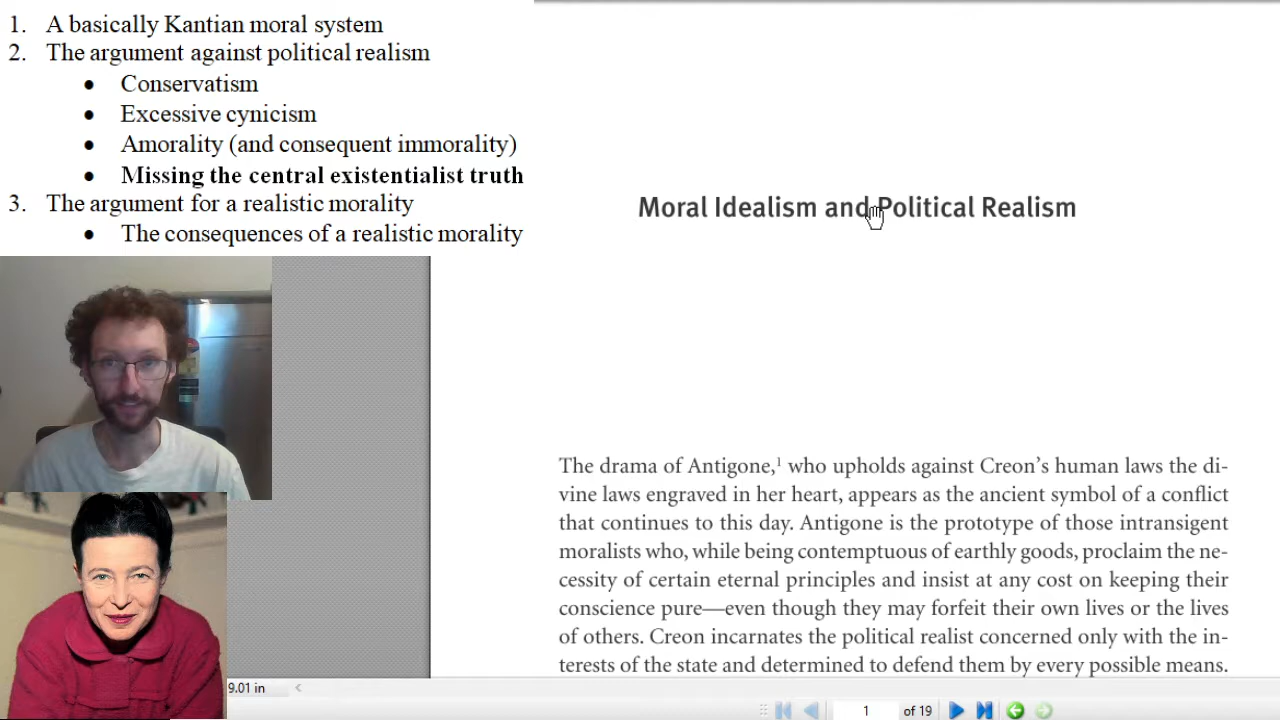 1. A basically Kantian moral system
2. The argument against political realism
• Conservatism
• Excessive cynicism
• Amorality (and consequent immorality)
• Missing the central existentialist truth
3. The argument for a realistic morality
• The consequences of a realistic morality
Moral Idealism and Political Realism
The drama of Antigone,¹ who upholds against Creon’s human laws the di-
vine laws engraved in her heart, appears as the ancient symbol of a conflict
that continues to this day. Antigone is the prototype of those intransigent
moralists who, while being contemptuous of earthly goods, proclaim the ne-
cessity of certain eternal principles and insist at any cost on keeping their
conscience pure—even though they may forfeit their own lives or the lives
of others. Creon incarnates the political realist concerned only with the in-
terests of the state and determined to defend them by every possible means.
9.01 in <
1 of 19